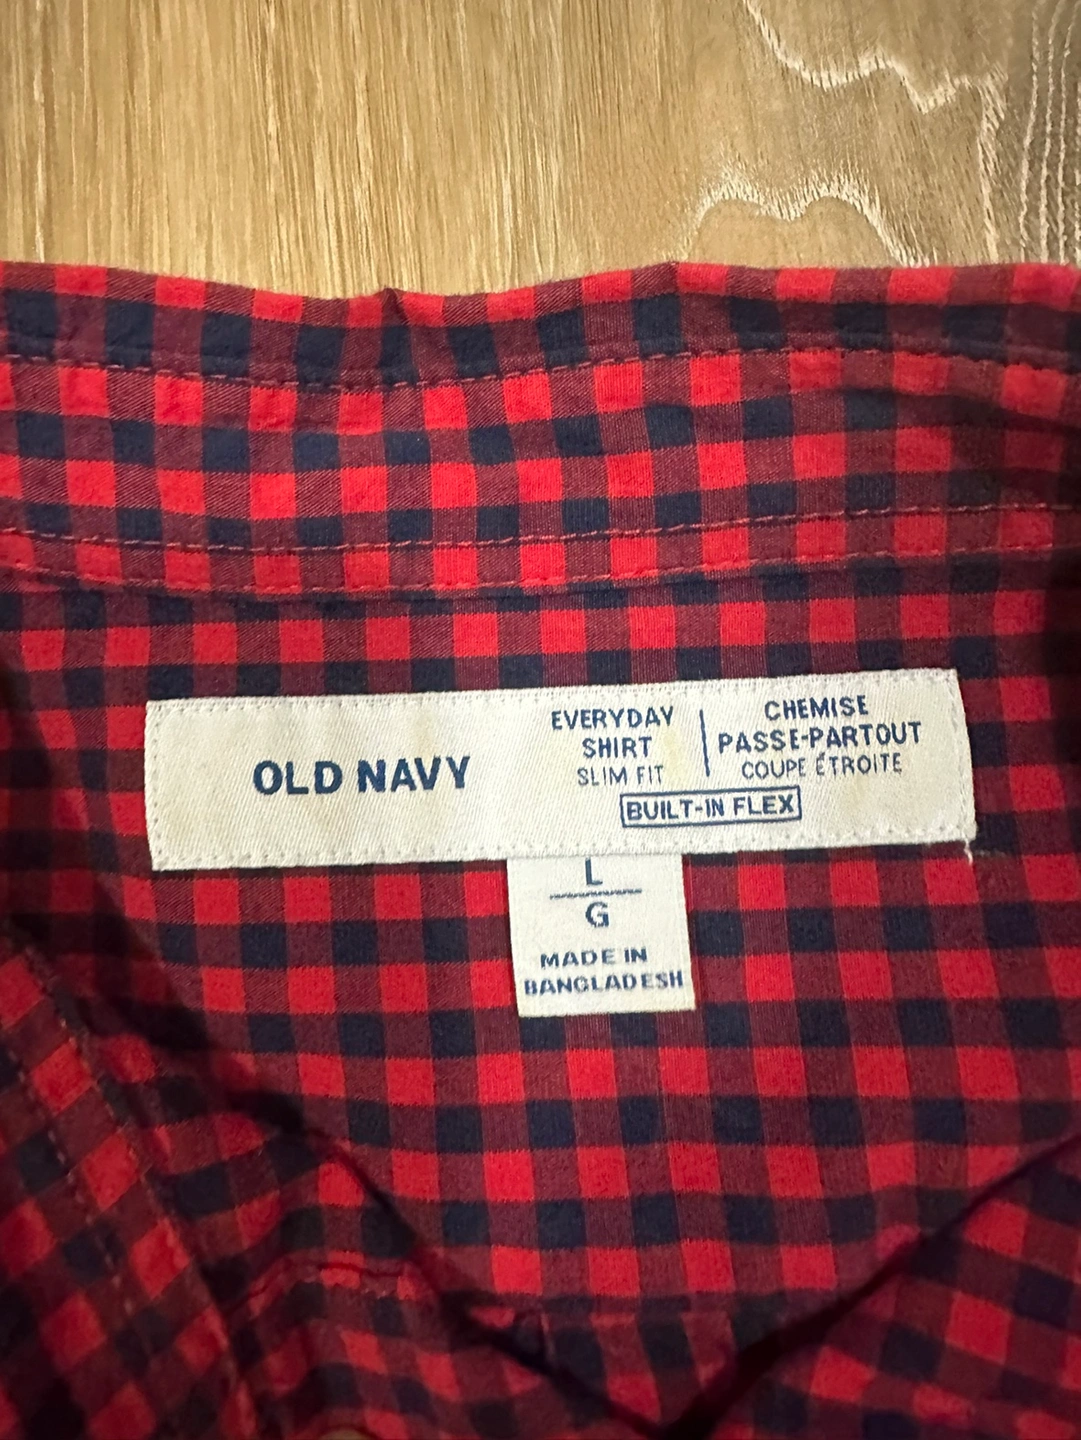 OLD NAVY
EVERYDAY
SHIRT
SLIM FIT
CHEMISE
PASSE-PARTOUT
COUPE ÉTROITE
BUILT-IN FLEX
L
G
MADE IN
BANGLADESH